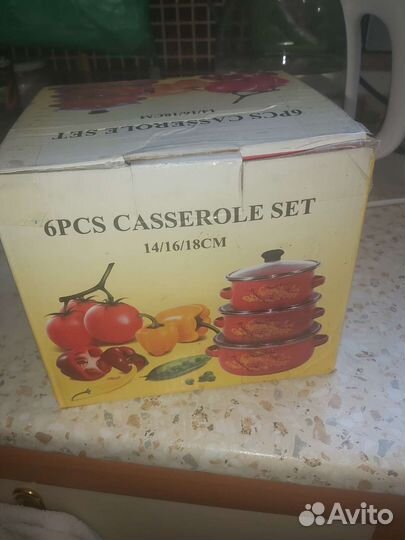 6PCS CASSEROLE SET
14/16/18CM
6PCS CASSEROLE SET
14/16/18CM
Avito